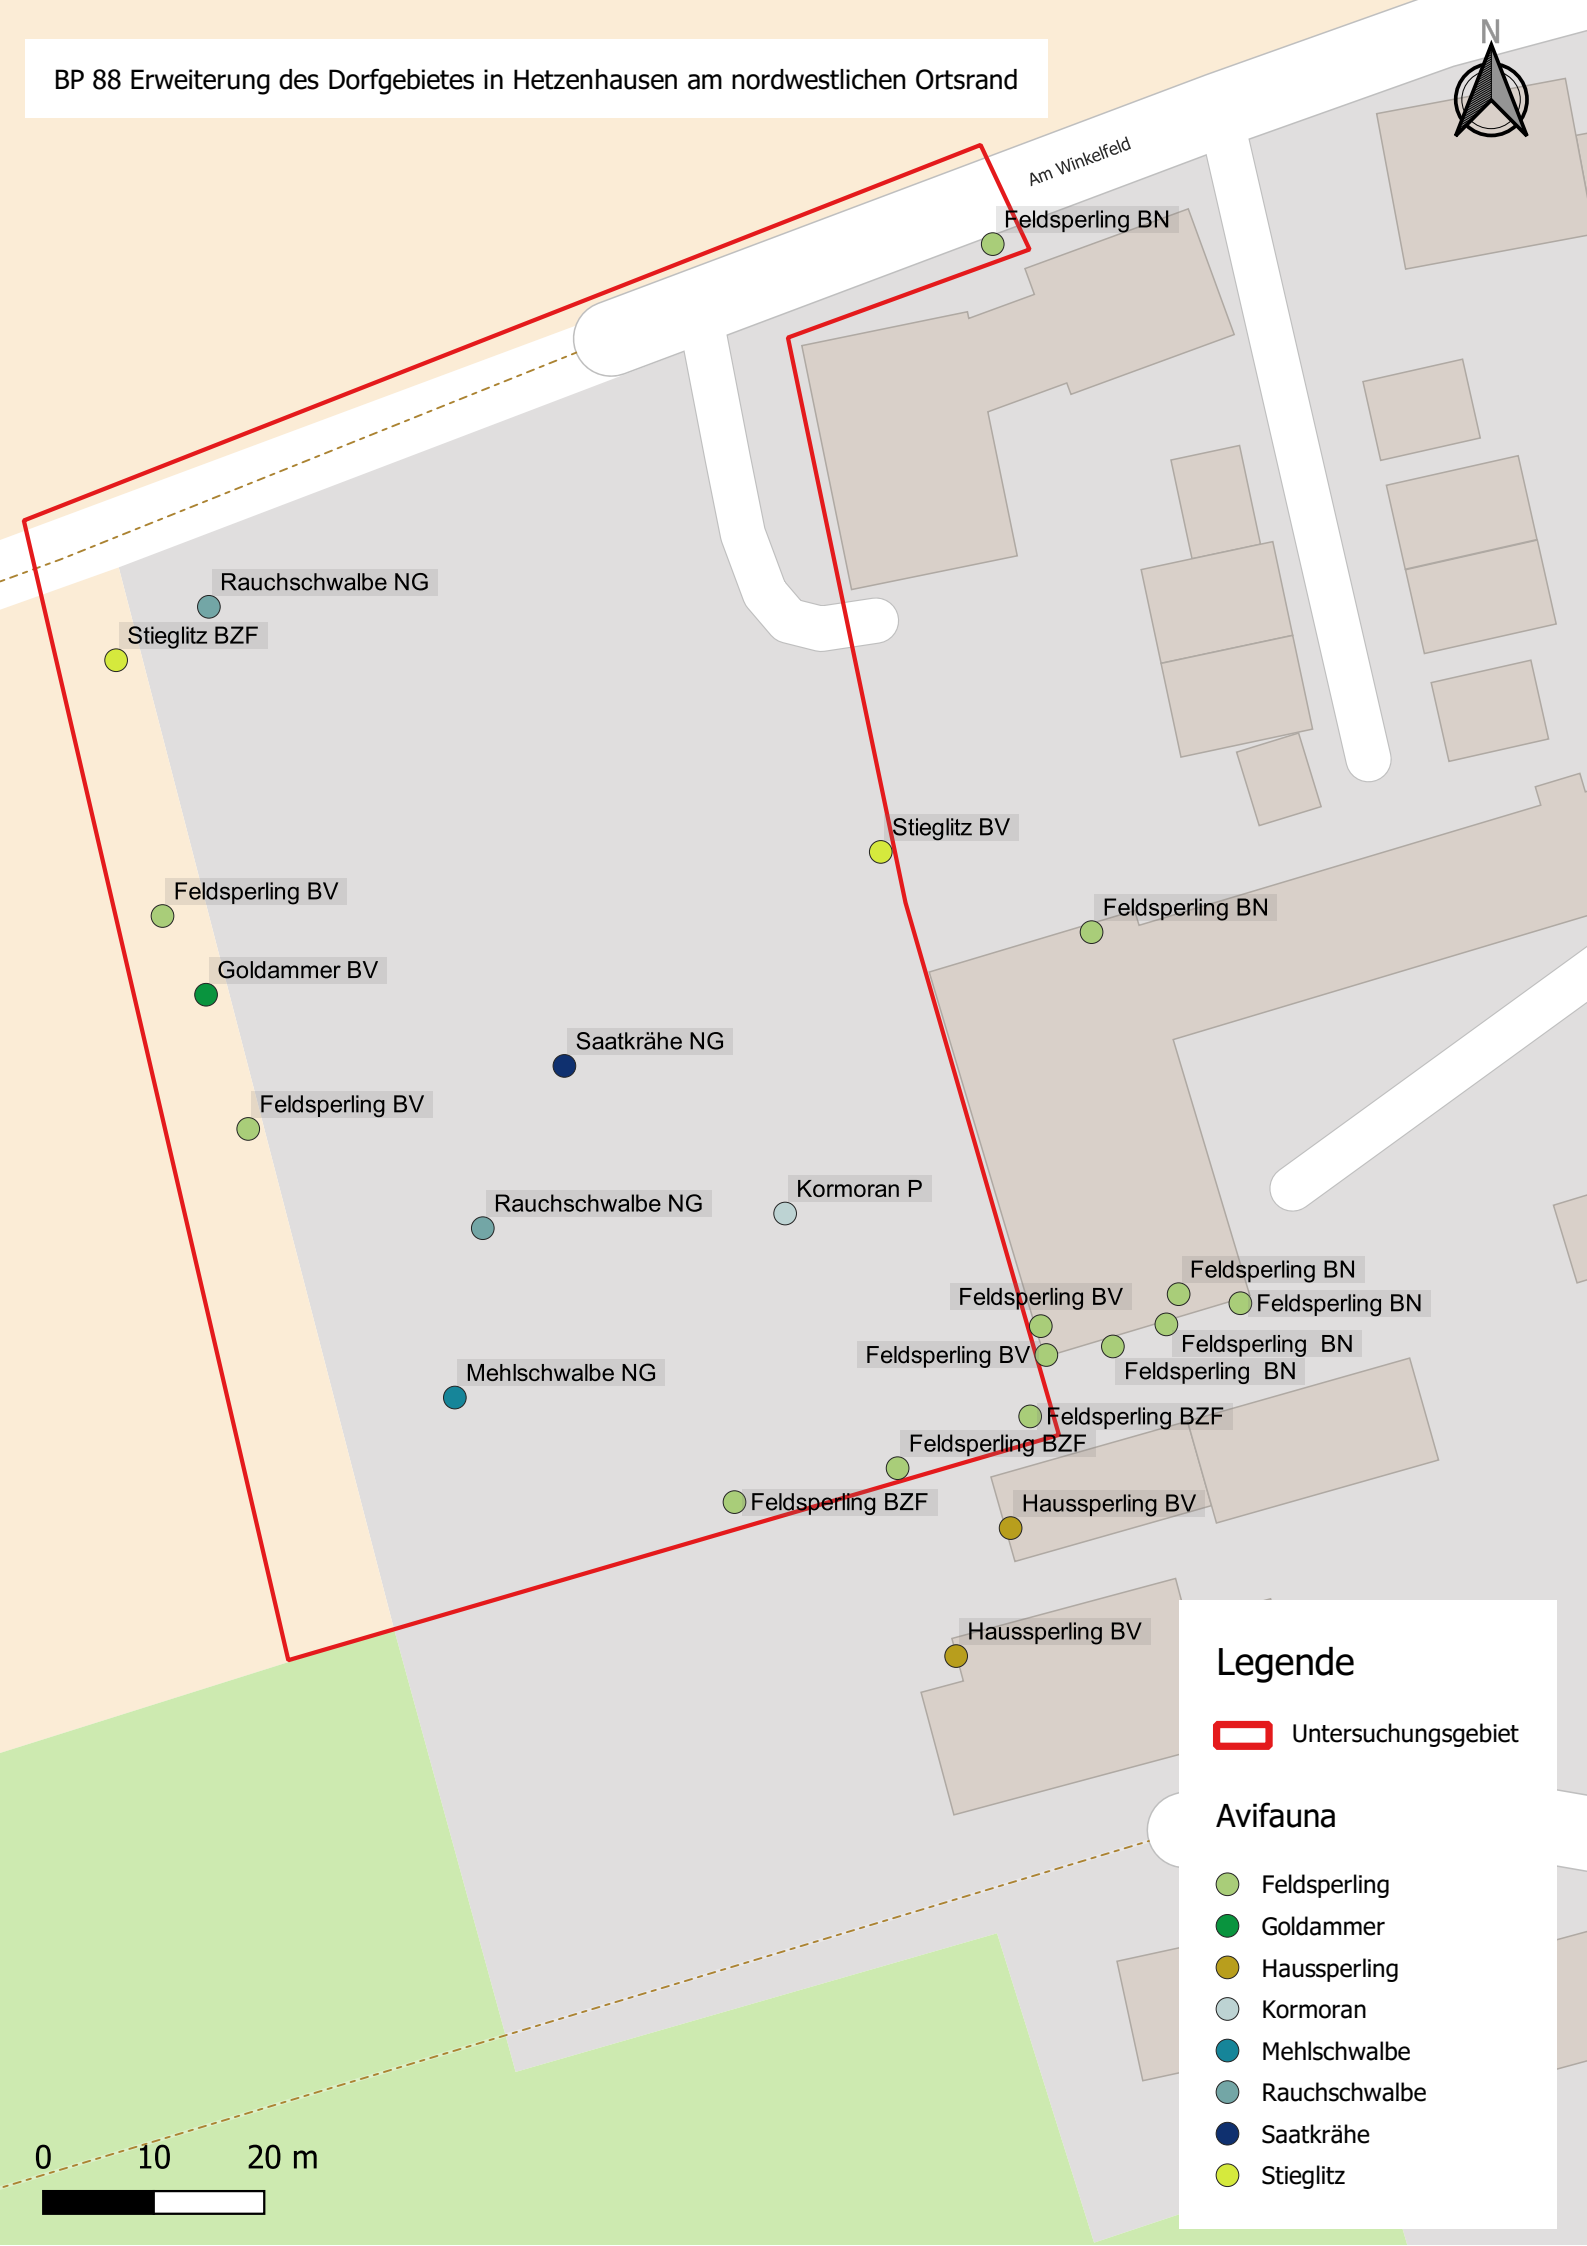 N
BP 88 Erweiterung des Dorfgebietes in Hetzenhausen am nordwestlichen Ortsrand
Am Winkelfeld
Feldsperling BN
Rauchschwalbe NG
Stieglitz BZF
Stieglitz BV
Feldsperling BV
Feldsperling BN
Goldammer BV
Saatkrähe NG
Feldsperling BV
Kormoran P
Rauchschwalbe NG
Feldsperling BN
Feldsperling BV
Feldsperling BN
Feldsperling BN
Feldsperling BV
Feldsperling BN
Mehlschwalbe NG
Feldsperling BZF
Feldsperling BZF
Feldsperling BZF
Haussperling BV
Haussperling BV
Legende
Untersuchungsgebiet
Avifauna
Feldsperling
Goldammer
Haussperling
Kormoran
Mehlschwalbe
Rauchschwalbe
Saatkrähe
Stieglitz
0 10 20 m